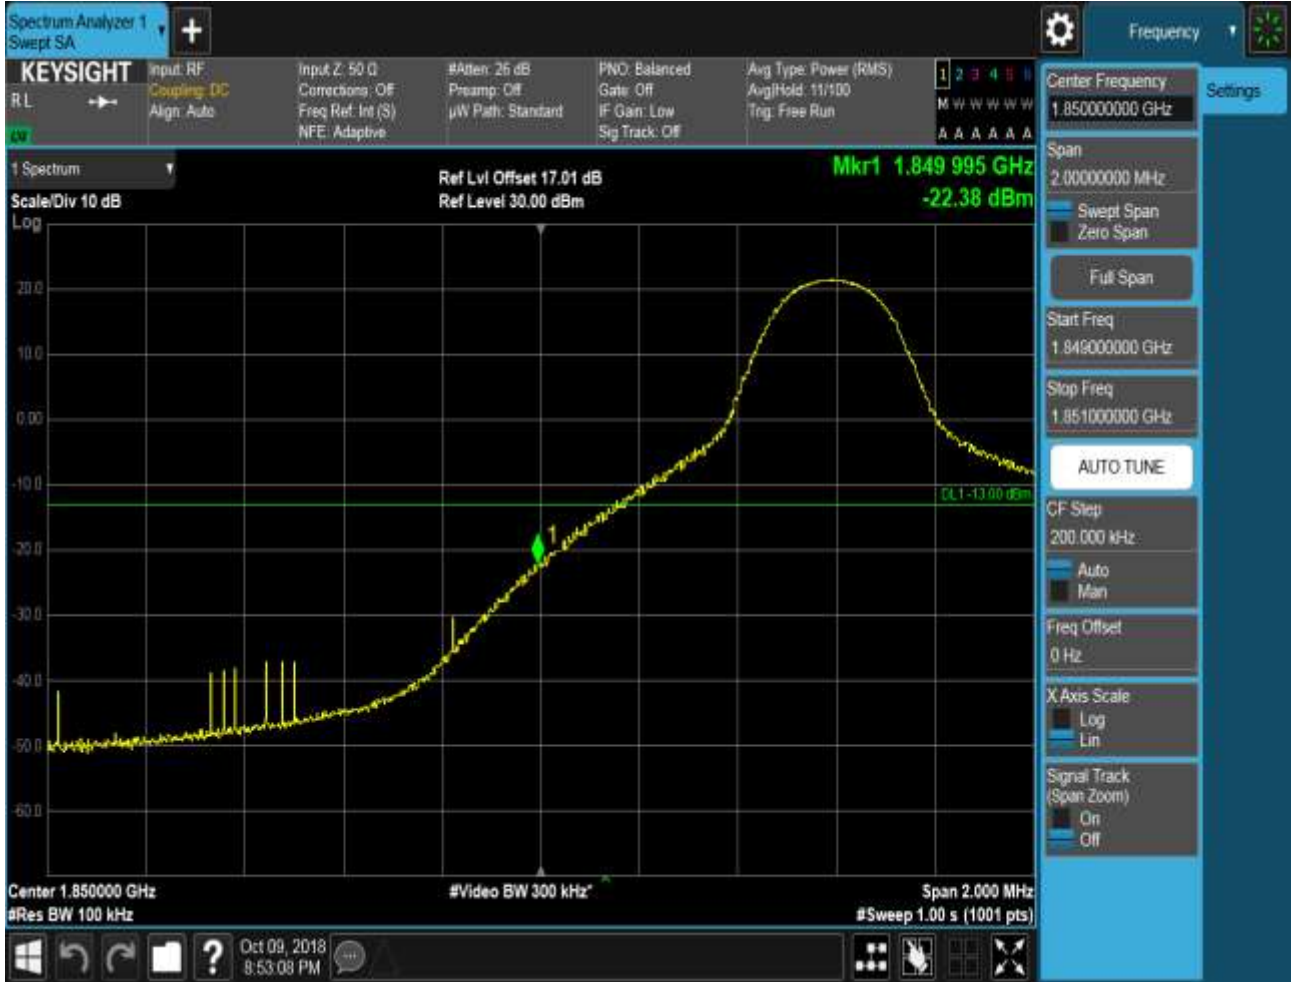 Spectrum Analyzer 1
Swept SA
Frequency
KEYSIGHT
R L
Input: RF
Coupling: DC
Align: Auto
Input Z: 50 Ω
Corrections: Off
Freq Ref: Int (S)
NFE: Adaptive
#Atten: 26 dB
Preamp: Off
µW Path: Standard
PNO: Balanced
Gate: Off
IF Gain: Low
Sig Track: Off
Avg Type: Power (RMS)
Avg|Hold: 11/100
Trig: Free Run
1 2 3 4 5 6
M W W W W W
A A A A A A
Center Frequency
1.850000000 GHz
Settings
Span
2.00000000 MHz
Swept Span
Zero Span
Full Span
Start Freq
1.849000000 GHz
Stop Freq
1.851000000 GHz
AUTO TUNE
CF Step
200.000 kHz
Auto
Man
Freq Offset
0 Hz
X Axis Scale
Log
Lin
Signal Track
(Span Zoom)
On
Off
1 Spectrum
Scale/Div 10 dB
Log
Ref Lvl Offset 17.01 dB
Ref Level 30.00 dBm
Mkr1 1.849 995 GHz
-22.38 dBm
20.0
10.0
0.00
-10.0
DL1 -13.00 dBm
1
-20.0
-30.0
-40.0
-50.0
-60.0
Center 1.850000 GHz
#Video BW 300 kHz*
Span 2.000 MHz
#Res BW 100 kHz
#Sweep 1.00 s (1001 pts)
?
Oct 09, 2018
8:53:08 PM